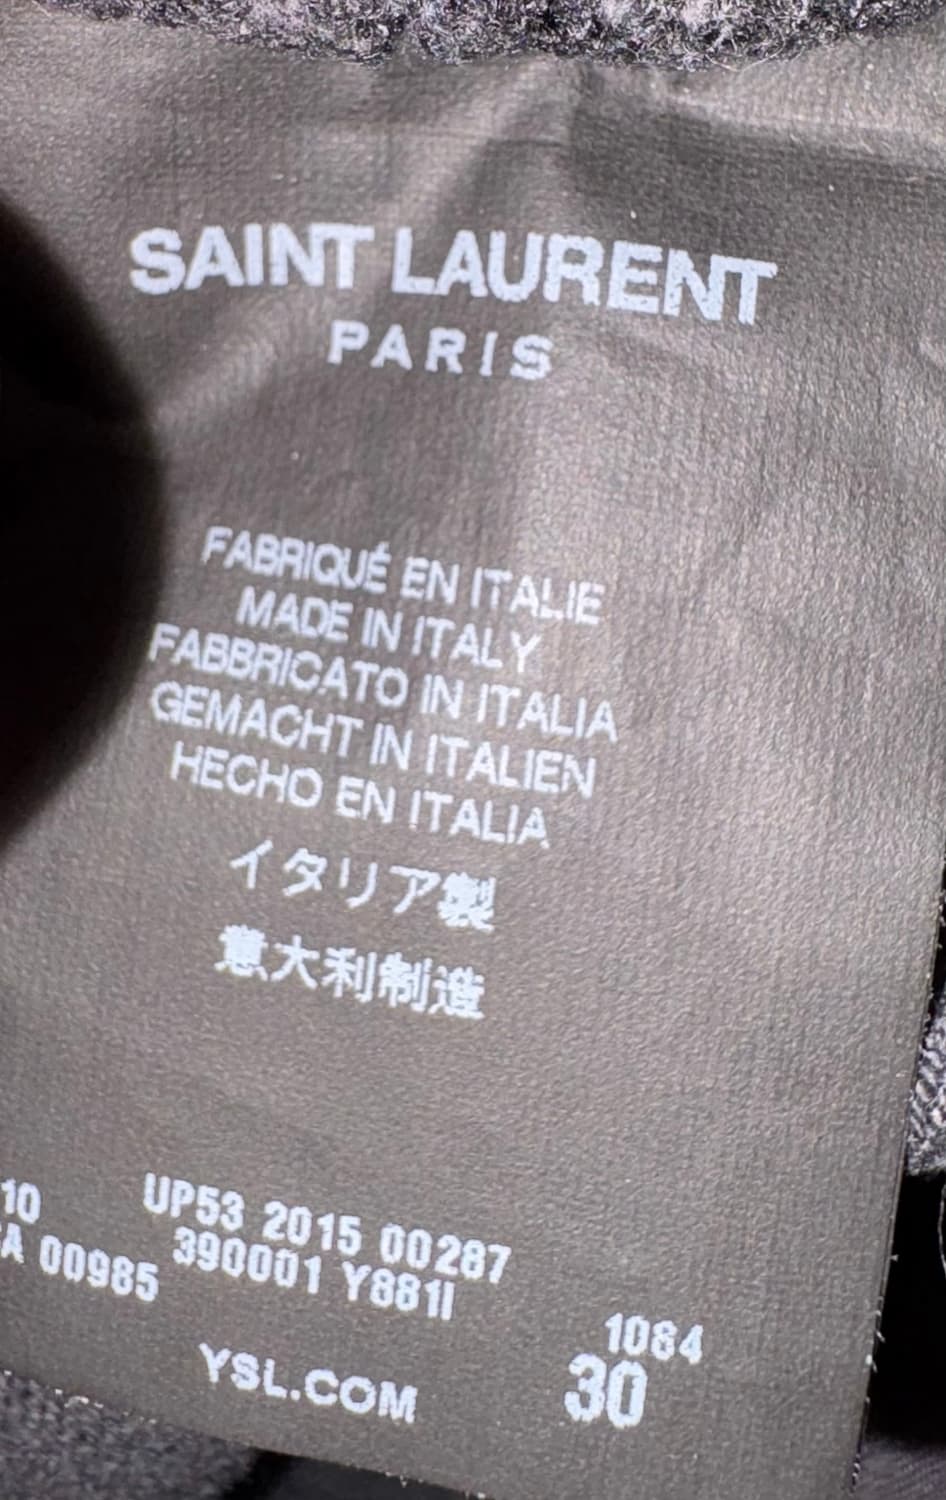 SAINT LAURENT
PARIS
FABRIQUÉ EN ITALIE
MADE IN ITALY
FABBRICATO IN ITALIA
GEMACHT IN ITALIEN
HECHO EN ITALIA
イタリア製
意大利制造
10 UP53 2015 00287
A 00985 390001 Y881I
1084
YSL.COM 30